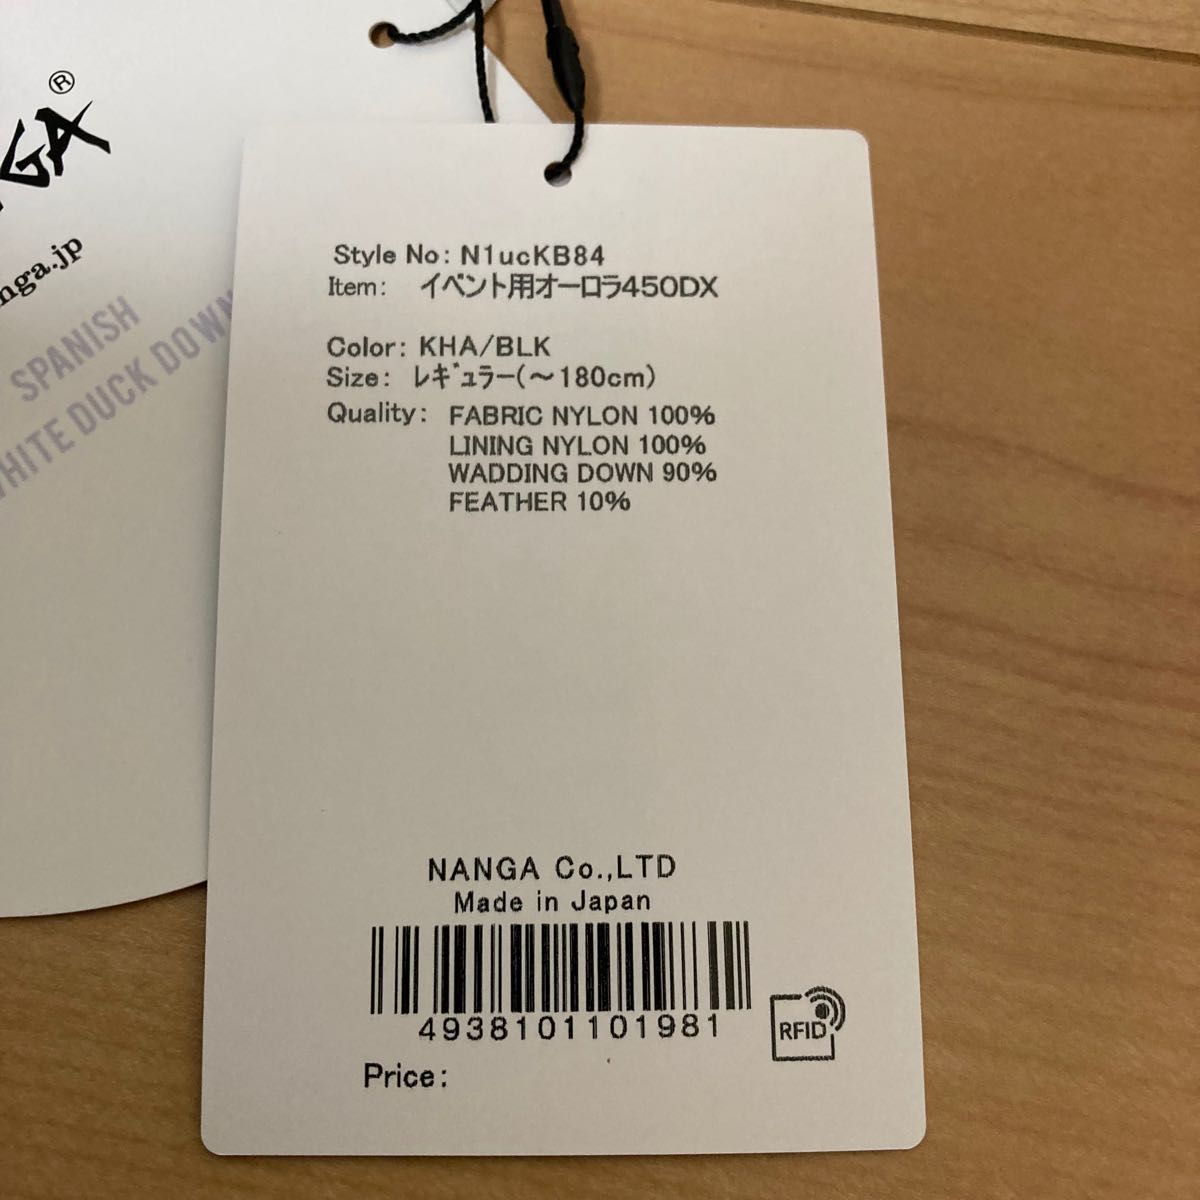 GA®
nga.jp
SPANISH
WHITE DUCK DOWN
Style No: N1ucKB84
Item: イベント用オーロラ450DX
Color: KHA/BLK
Size: レギュラー(～180cm)
Quality: FABRIC NYLON 100%
LINING NYLON 100%
WADDING DOWN 90%
FEATHER 10%
NANGA Co.,LTD
Made in Japan
4938101101981
RFID
Price: